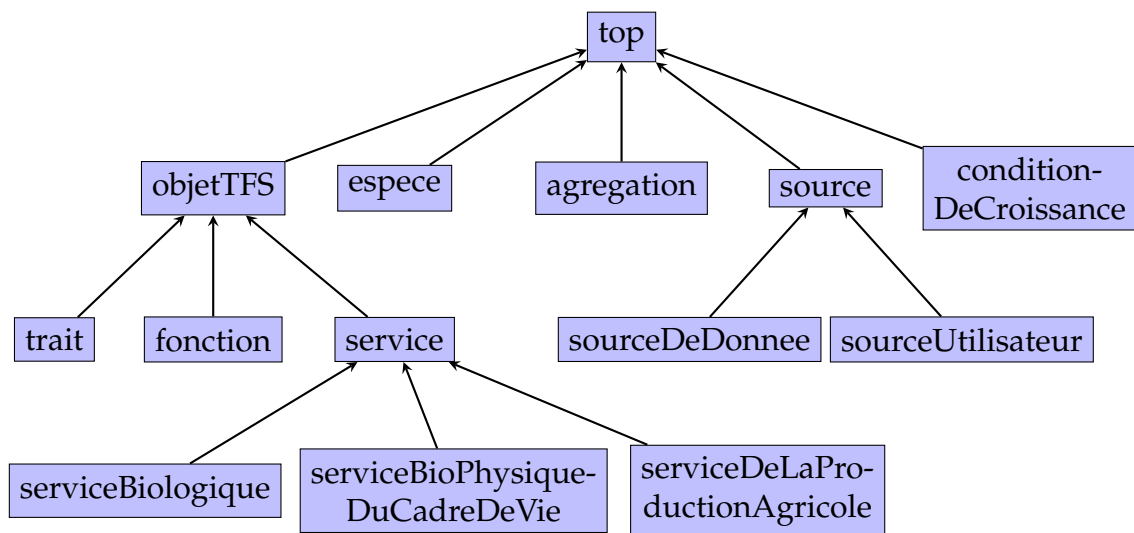 top
objetTFS
espece
agregation
source
condition-
DeCroissance
trait
fonction
service
sourceDeDonnee
sourceUtilisateur
serviceBiologique
serviceBioPhysique-
DuCadreDeVie
serviceDeLaPro-
ductionAgricole